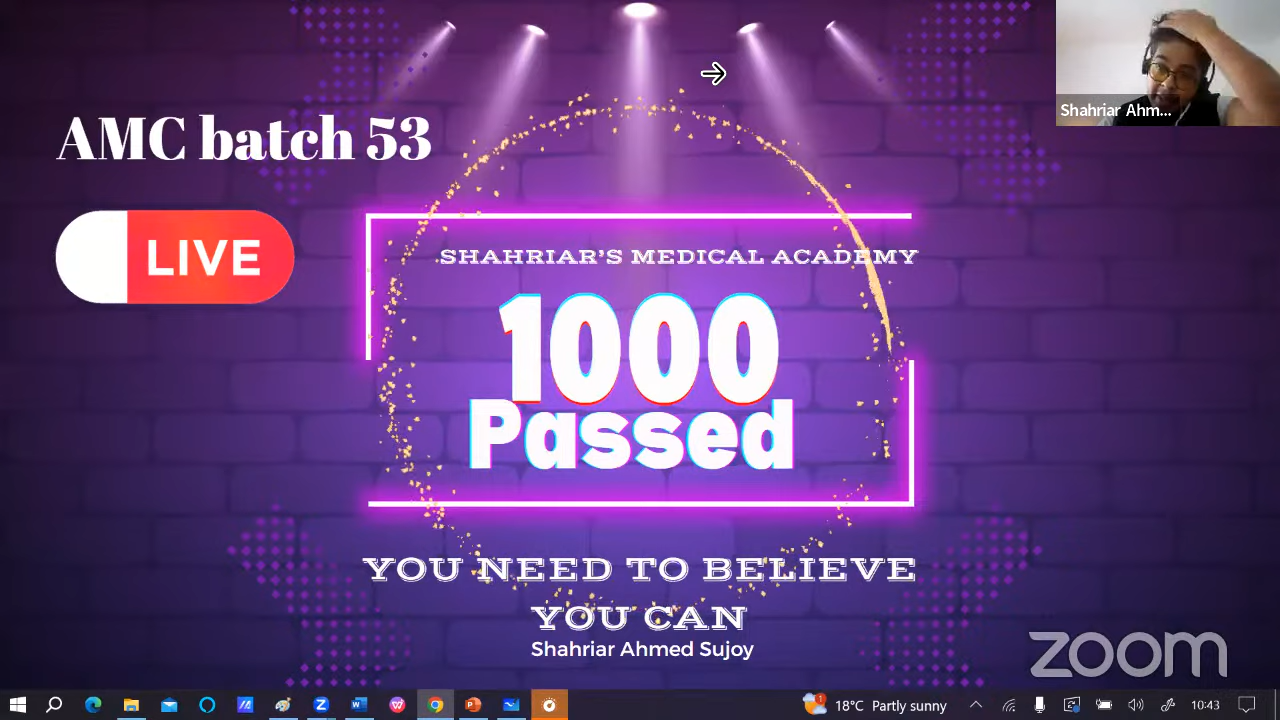 Shahriar Ahm...
AMC batch 53
LIVE
SHAHRIAR'S MEDICAL ACADEMY
1000
Passed
YOU NEED TO BELIEVE
YOU CAN
Shahriar Ahmed Sujoy
zoom
1
18°C Partly sunny
10:43